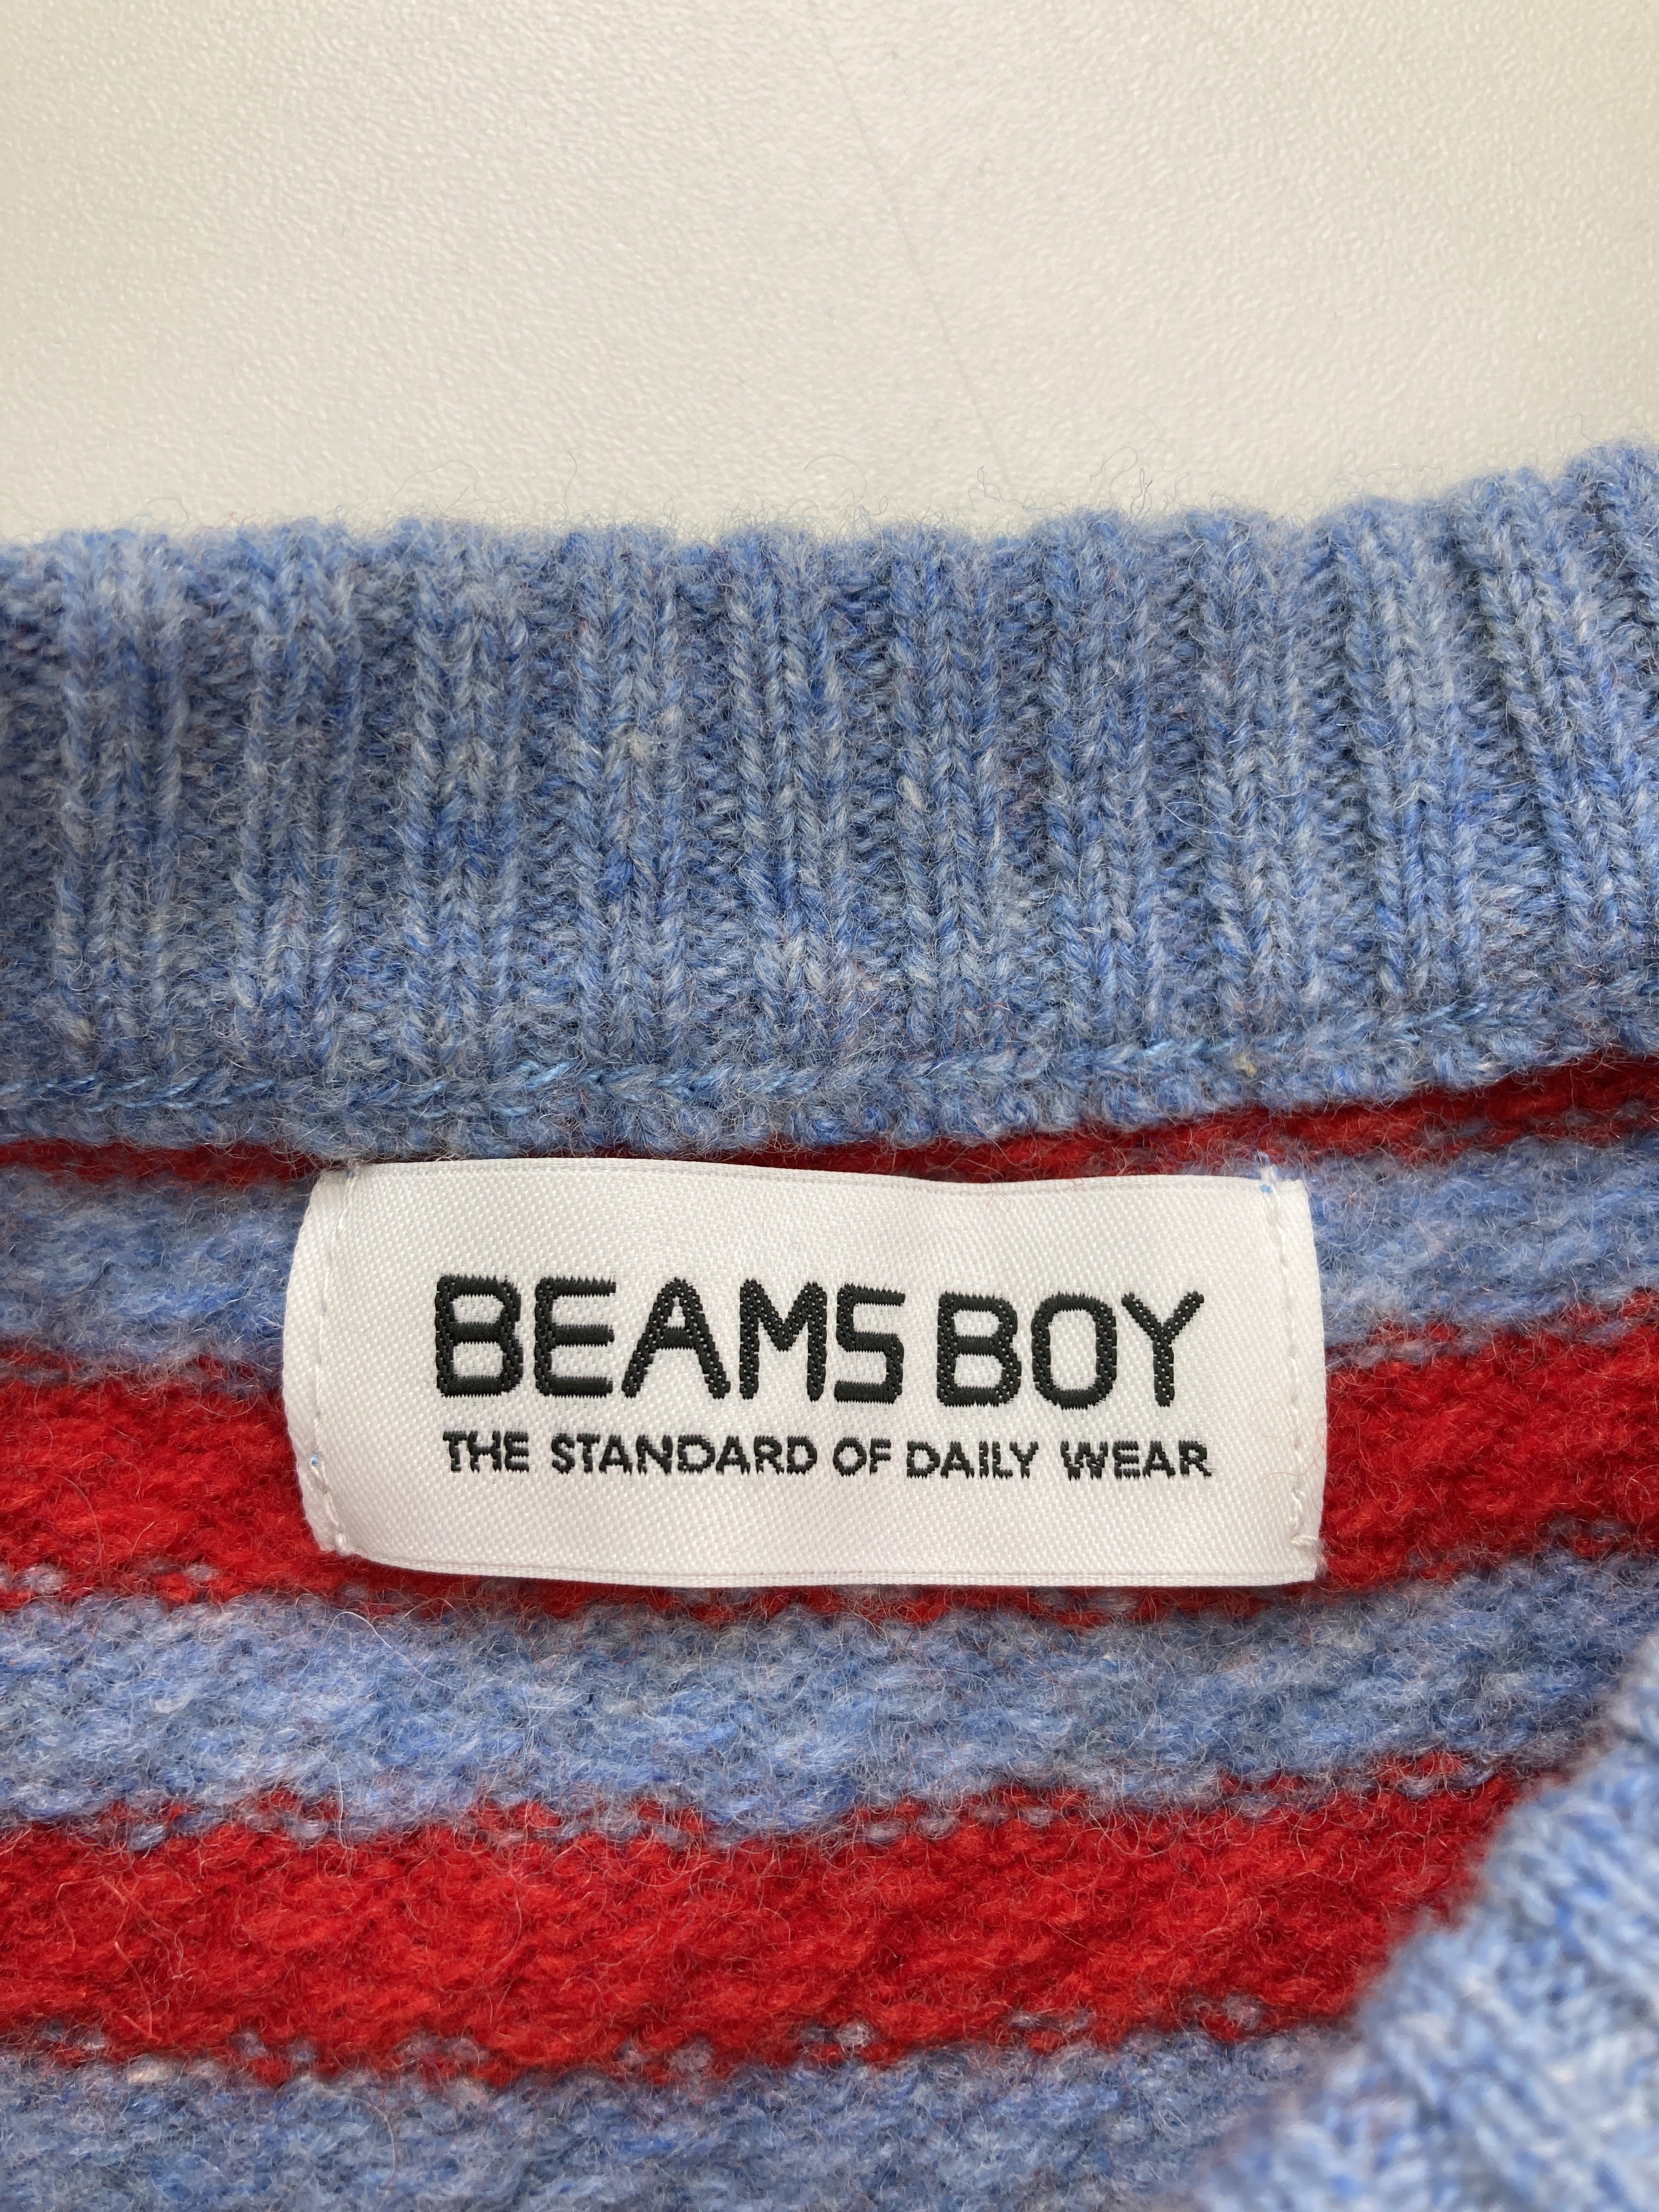 BEAMS BOY
THE STANDARD OF DAILY WEAR